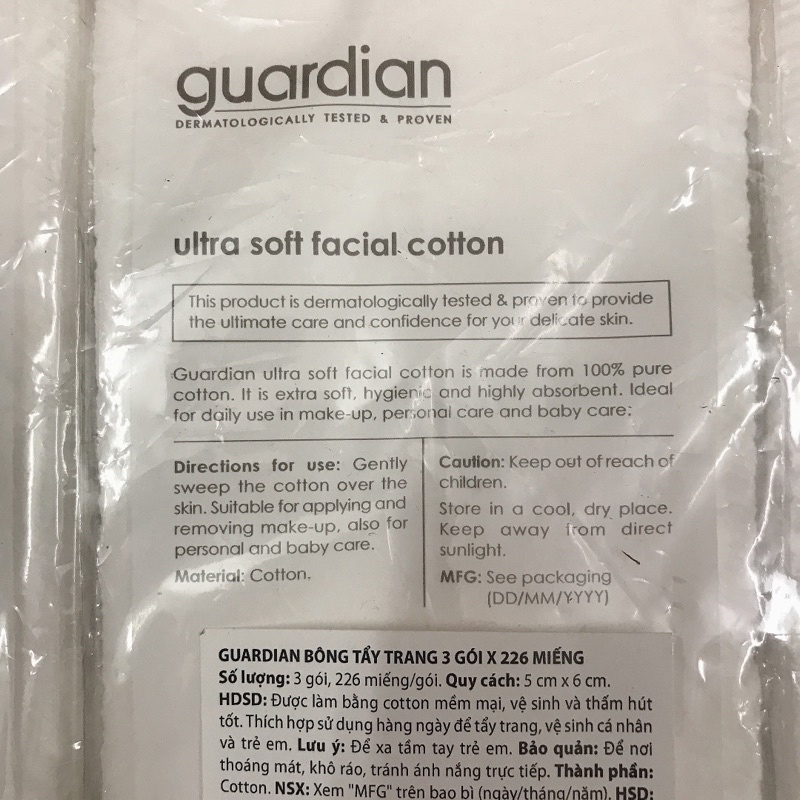 guardian
DERMATOLOGICALLY TESTED & PROVEN
ultra soft facial cotton
This product is dermatologically tested & proven to provide
the ultimate care and confidence for your delicate skin.
Guardian ultra soft facial cotton is made from 100% pure
cotton. It is extra soft, hygienic and highly absorbent. Ideal
for daily use in make-up, personal care and baby care:
Directions for use: Gently
sweep the cotton over the
skin. Suitable for applying and
removing make-up, also for
personal and baby care.
Material: Cotton.
Caution: Keep out of reach of
children.
Store in a cool, dry place.
Keep away from direct
sunlight.
MFG: See packaging
(DD/MM/YYYY)
GUARDIAN BÔNG TẨY TRANG 3 GÓI X 226 MIẾNG
Số lượng: 3 gói, 226 miếng/gói. Quy cách: 5 cm x 6 cm.
HDSD: Được làm bằng cotton mềm mại, vệ sinh và thấm hút
tốt. Thích hợp sử dụng hàng ngày để tẩy trang, vệ sinh cá nhân
và trẻ em. Lưu ý: Để xa tầm tay trẻ em. Bảo quản: Để nơi
thoáng mát, khô ráo, tránh ánh nắng trực tiếp. Thành phần:
Cotton. NSX: Xem "MFG" trên bao bì (ngày/tháng/năm). HSD: